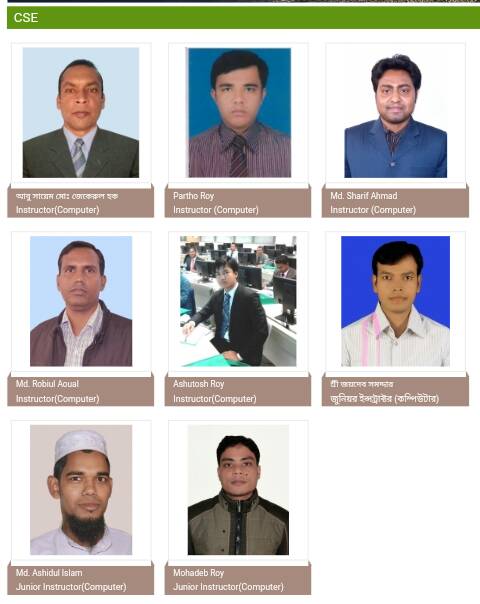 CSE
আবু সায়েম মোঃ জেকেরুল হক
Instructor(Computer)
Partho Roy
Instructor (Computer)
Md. Sharif Ahmad
Instructor (Computer)
Md. Robiul Aoual
Instructor(Computer)
Ashutosh Roy
Instructor(Computer)
শ্রী জয়দেব সমদ্দার
জুনিয়র ইন্সট্রাক্টর (কম্পিউটার)
Md. Ashidul Islam
Junior Instructor(Computer)
Mohadeb Roy
Junior Instructor(Computer)